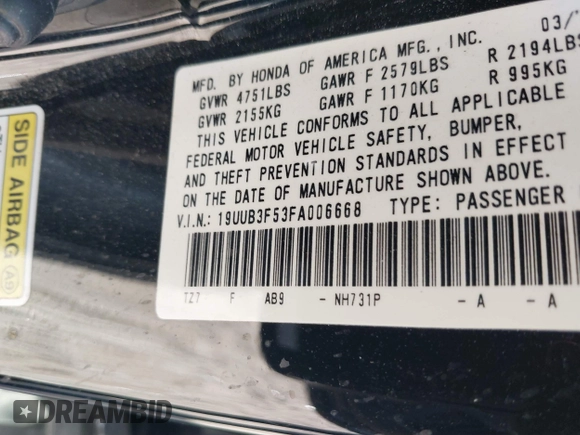 03/
MFD. BY HONDA OF AMERICA MFG., INC.
GVWR 4751LBS GAWR F 2579LBS R 2194LBS
GVWR 2155KG GAWR F 1170KG R 995KG
THIS VEHICLE CONFORMS TO ALL APPLICABLE
FEDERAL MOTOR VEHICLE SAFETY, BUMPER,
AND THEFT PREVENTION STANDARDS IN EFFECT
ON THE DATE OF MANUFACTURE SHOWN ABOVE.
V.I.N.: 19UUB3F53FA006668 TYPE: PASSENGER
TZ7 F AB9 - NH731P - A - A
SIDE AIRBAG
A9
DREAMBID